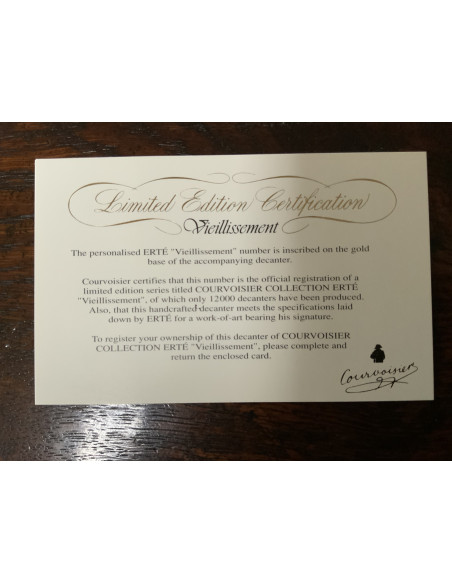 Limited Edition Certification
Vieillissement
The personalised ERTÉ "Vieillissement" number is inscribed on the gold
base of the accompanying decanter.
Courvoisier certifies that this number is the official registration of a
limited edition series titled COURVOISIER COLLECTION ERTÉ
"Vieillissement", of which only 12000 decanters have been produced.
Also, that this handcrafted decanter meets the specifications laid
down by ERTÉ for a work-of-art bearing his signature.
To register your ownership of this decanter of COURVOISIER
COLLECTION ERTÉ "Vieillissement", please complete and
return the enclosed card.
Courvoisier